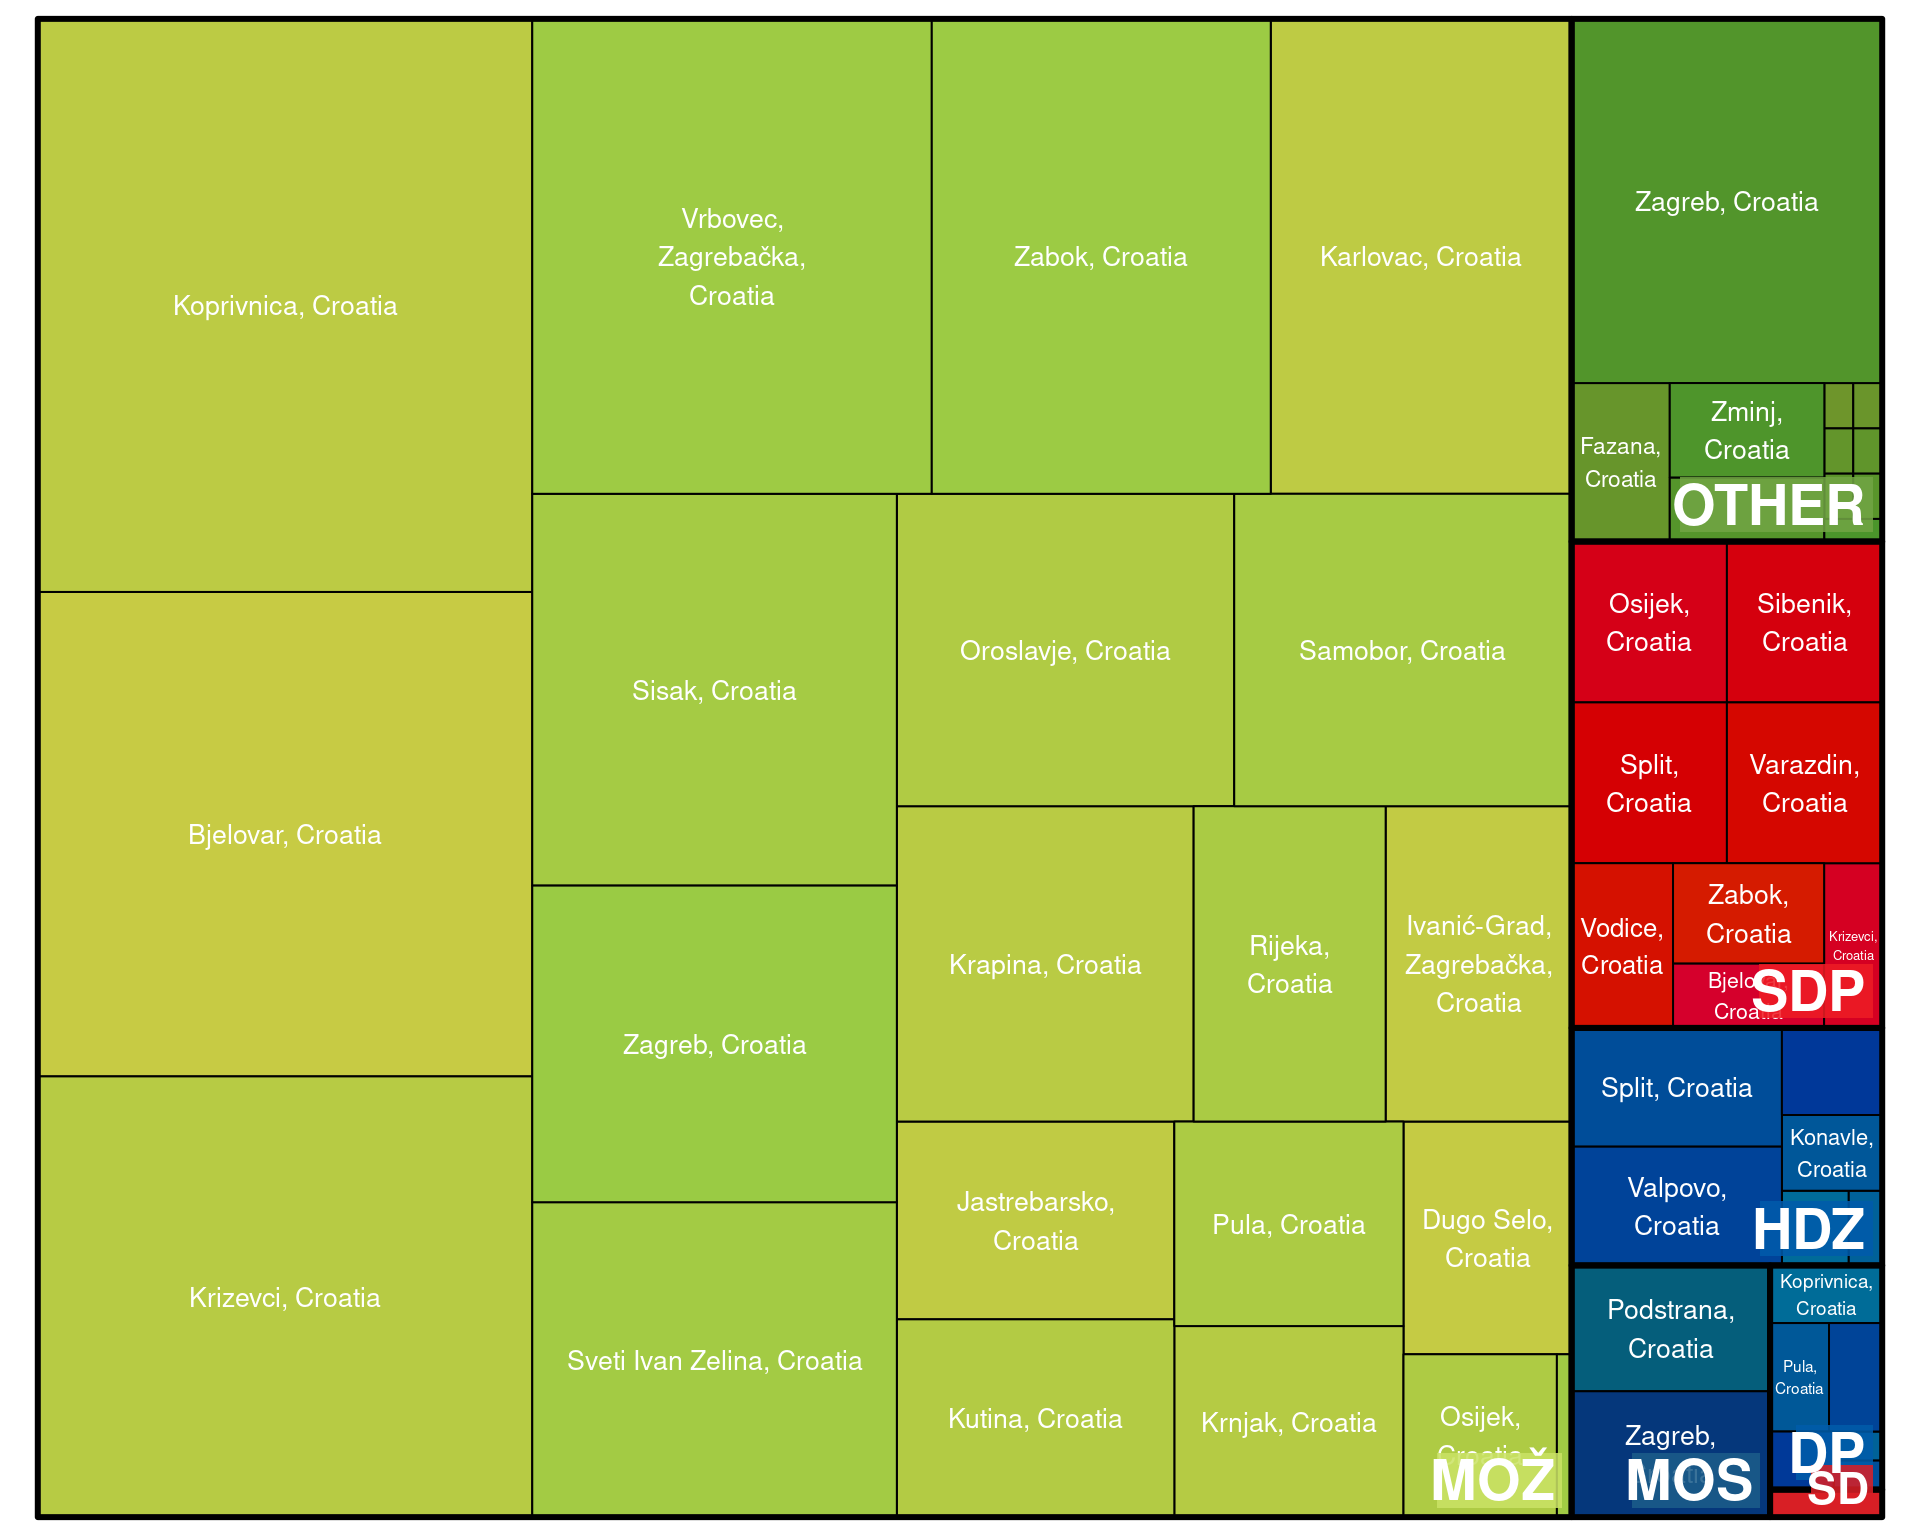 Koprivnica, Croatia
Bjelovar, Croatia
Krizevci, Croatia
Vrbovec,
Zagrebačka,
Croatia
Zabok, Croatia
Karlovac, Croatia
Sisak, Croatia
Zagreb, Croatia
Sveti Ivan Zelina, Croatia
Oroslavje, Croatia
Samobor, Croatia
Krapina, Croatia
Rijeka,
Croatia
Ivanić-Grad,
Zagrebačka,
Croatia
Jastrebarsko,
Croatia
Kutina, Croatia
Pula, Croatia
Krnjak, Croatia
Dugo Selo,
Croatia
Osijek,
Croatia
MOŽ
Zagreb, Croatia
Fazana,
Croatia
Zminj,
Croatia
OTHER
Osijek,
Croatia
Sibenik,
Croatia
Split,
Croatia
Varazdin,
Croatia
Vodice,
Croatia
Zabok,
Croatia
Krizevci,
Croatia
Croatia
SDP
Split, Croatia
Valpovo,
Croatia
Konavle,
Croatia
HDZ
Podstrana,
Croatia
Zagreb,
MOS
Koprivnica,
Croatia
Pula,
Croatia
DP
SD